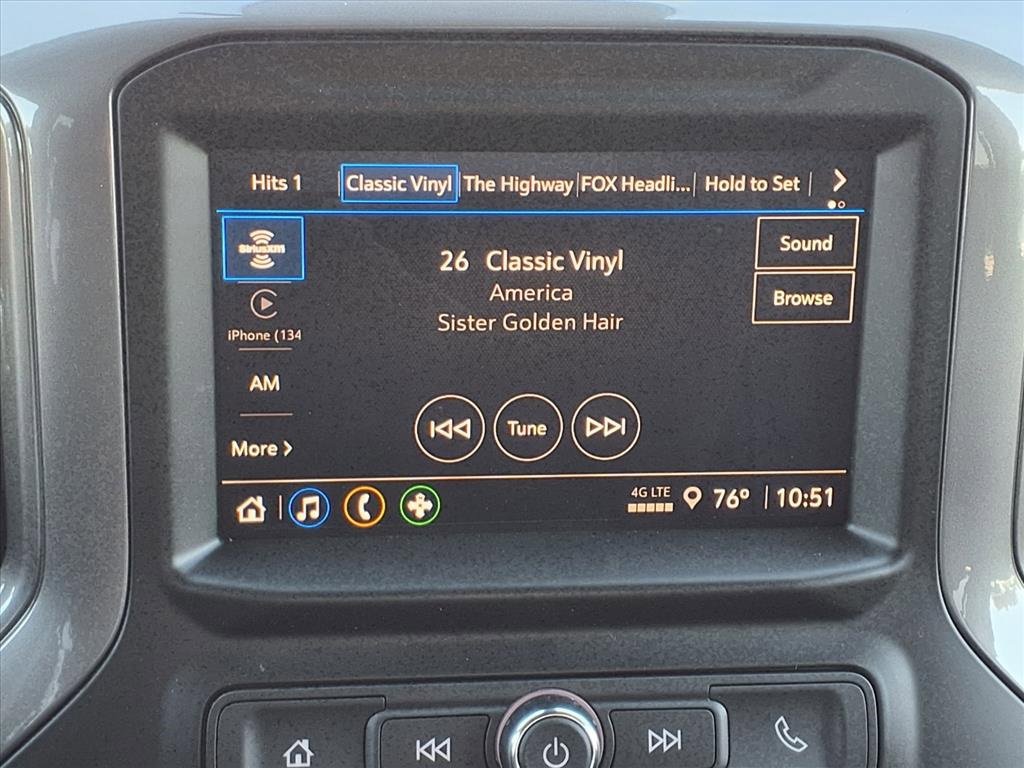 Hits 1 Classic Vinyl The Highway FOX Headli... Hold to Set
SiriusXM
Sound
26 Classic Vinyl
America
Browse
Sister Golden Hair
iPhone (134
AM
Tune
More
4G LTE
76° 10:51